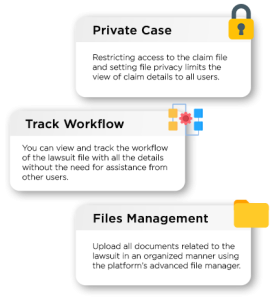 Private Case
Restricting access to the claim file
and setting file privacy limits the
view of claim details to all users.
Track Workflow
You can view and track the workflow
of the lawsuit file with all the details
without the need for assistance from
other users.
Files Management
Upload all documents related to the
lawsuit in an organized manner using
the platform's advanced file manager.